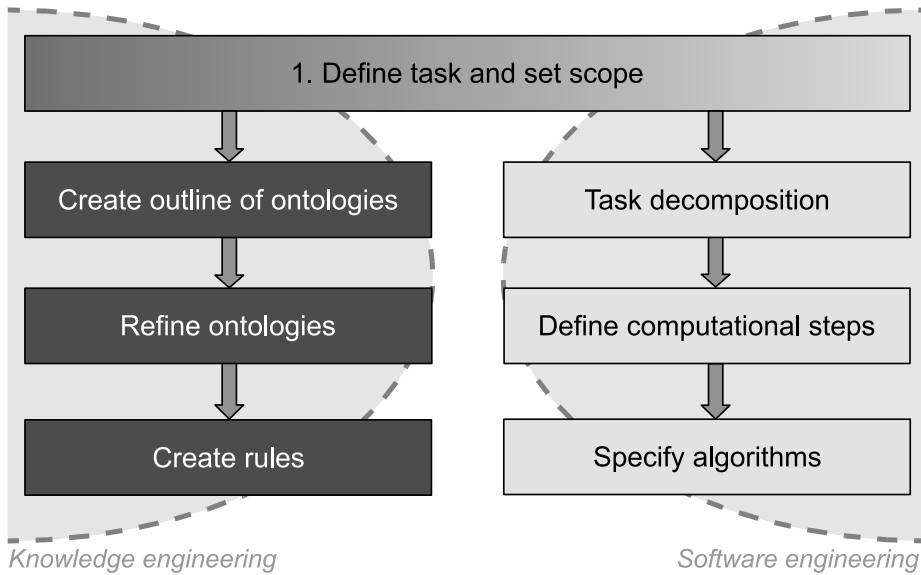 1. Define task and set scope
Create outline of ontologies
Task decomposition
Refine ontologies
Define computational steps
Create rules
Specify algorithms
Knowledge engineering
Software engineering